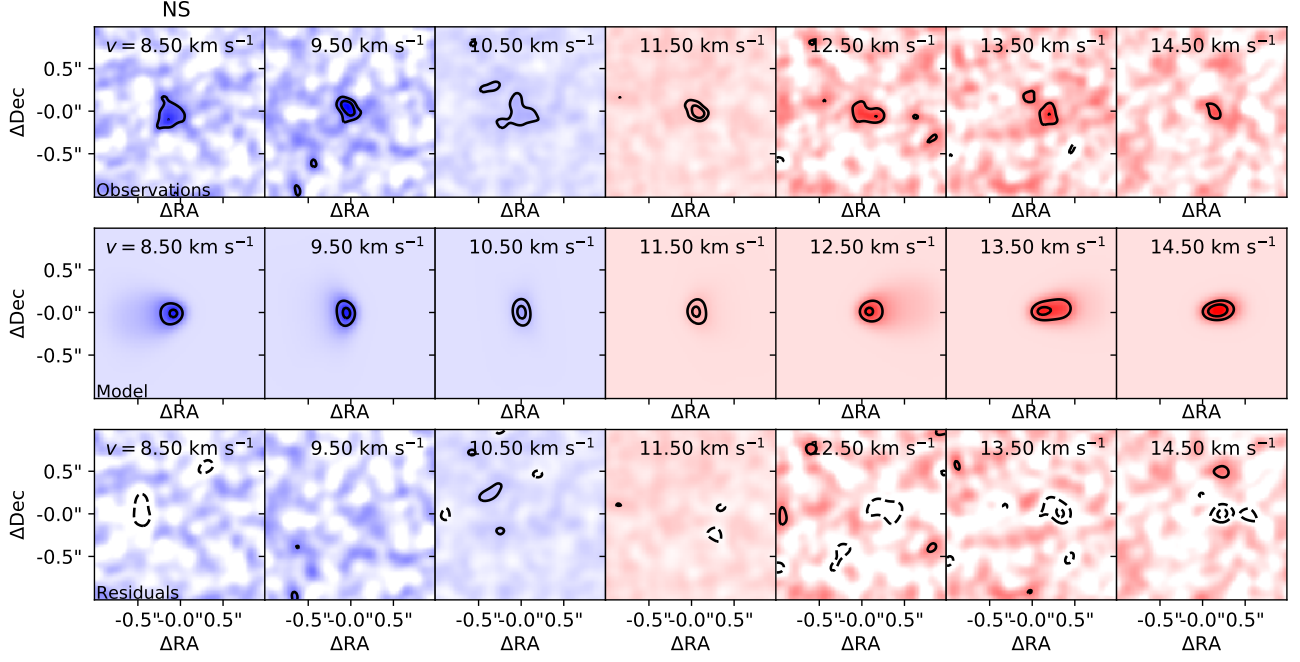 NS
v = 8.50 km s⁻¹ 9.50 km s⁻¹ 10.50 km s⁻¹ 11.50 km s⁻¹ 12.50 km s⁻¹ 13.50 km s⁻¹ 14.50 km s⁻¹
0.5"
-0.0"
-0.5"
ΔDec
Observations
ΔRA ΔRA ΔRA ΔRA ΔRA ΔRA ΔRA
v = 8.50 km s⁻¹ 9.50 km s⁻¹ 10.50 km s⁻¹ 11.50 km s⁻¹ 12.50 km s⁻¹ 13.50 km s⁻¹ 14.50 km s⁻¹
0.5"
-0.0"
-0.5"
ΔDec
Model
ΔRA ΔRA ΔRA ΔRA ΔRA ΔRA ΔRA
v = 8.50 km s⁻¹ 9.50 km s⁻¹ 10.50 km s⁻¹ 11.50 km s⁻¹ 12.50 km s⁻¹ 13.50 km s⁻¹ 14.50 km s⁻¹
0.5"
-0.0"
-0.5"
ΔDec
Residuals
-0.5"-0.0"0.5" -0.5"-0.0"0.5" -0.5"-0.0"0.5" -0.5"-0.0"0.5" -0.5"-0.0"0.5" -0.5"-0.0"0.5" -0.5"-0.0"0.5"
ΔRA ΔRA ΔRA ΔRA ΔRA ΔRA ΔRA